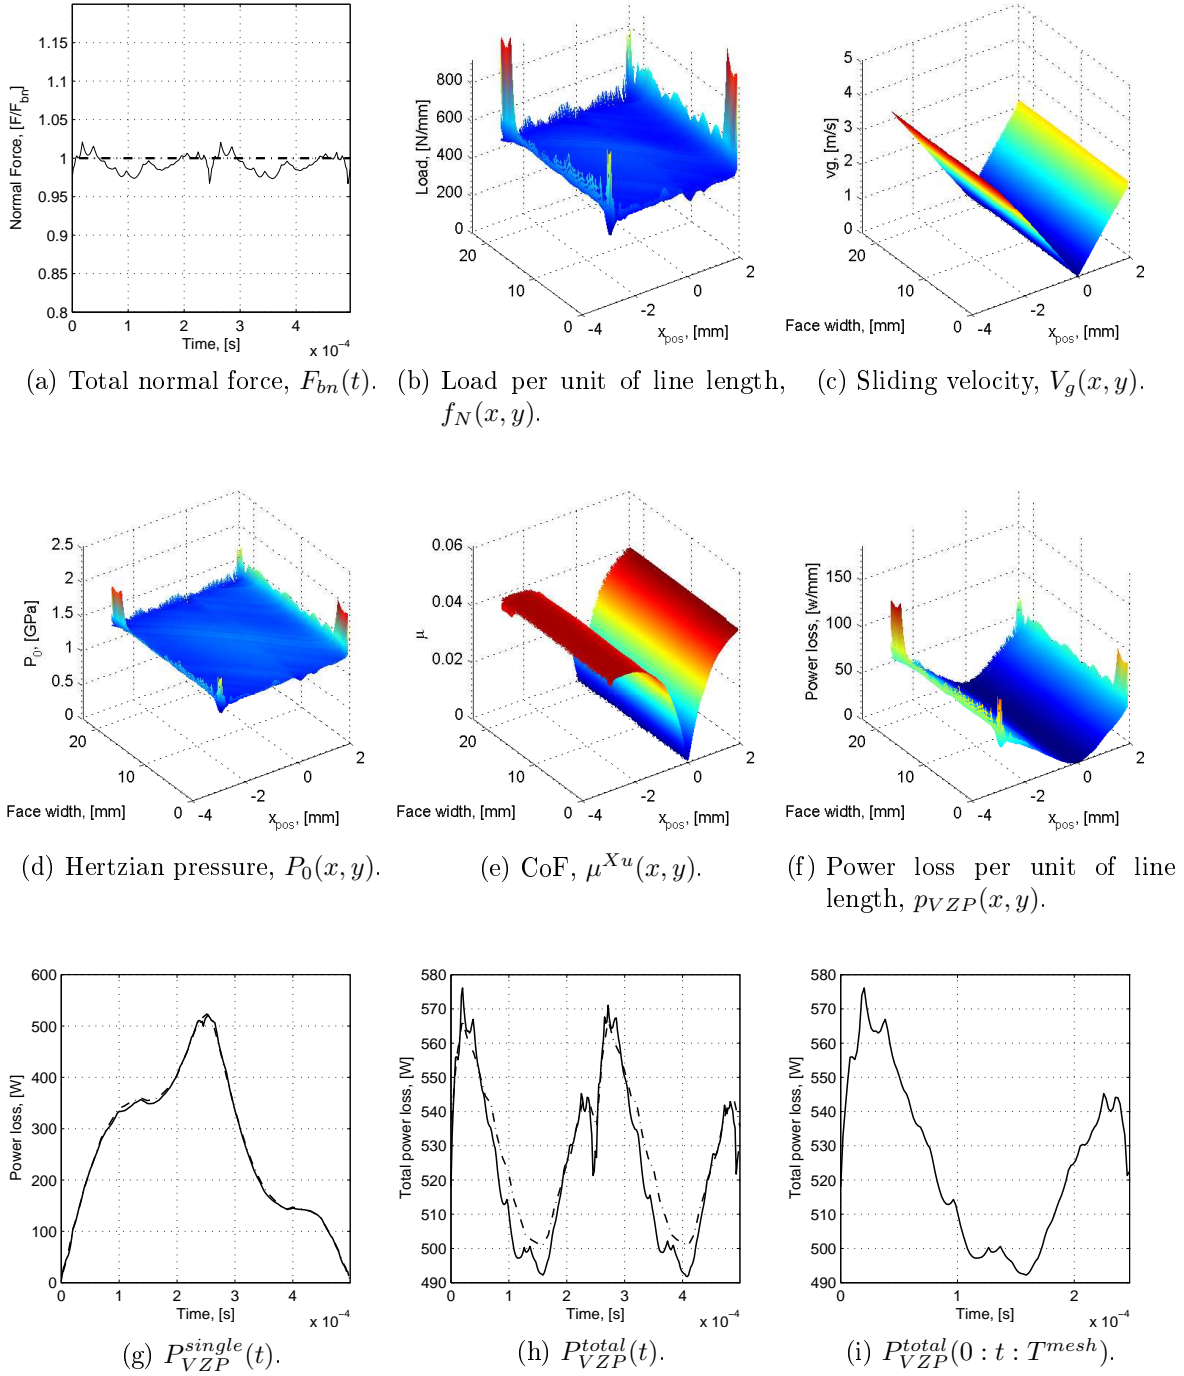 1.15
1.1
1.05
1
0.95
0.9
0.85
0.8
Normal Force, [F/F_bn]
0 1 2 3 4
Time, [s]
x 10^-4
(a) Total normal force, F_bn(t).
800
600
400
200
0
Load, [N/mm]
20
10
0
-4
-2
0
2
x_pos, [mm]
(b) Load per unit of line length,
f_N(x, y).
5
4
3
2
1
0
vg, [m/s]
20
10
0
-4
-2
0
2
Face width, [mm]
x_pos, [mm]
(c) Sliding velocity, V_g(x, y).
2.5
2
1.5
1
0.5
0
P_0, [GPa]
20
10
0
-4
-2
0
2
Face width, [mm]
x_pos, [mm]
(d) Hertzian pressure, P_0(x, y).
0.06
0.04
0.02
0
μ
20
10
0
-4
-2
0
2
Face width, [mm]
x_pos, [mm]
(e) CoF, μ^Xu(x, y).
150
100
50
0
Power loss, [w/mm]
20
10
0
-4
-2
0
2
Face width, [mm]
x_pos, [mm]
(f) Power loss per unit of line
length, p_VZP(x, y).
600
500
400
300
200
100
0
Power loss, [W]
0 1 2 3 4
Time, [s]
x 10^-4
(g) P_VZP^single(t).
580
570
560
550
540
530
520
510
500
490
Total power loss, [W]
0 1 2 3 4
Time, [s]
x 10^-4
(h) P_VZP^total(t).
580
570
560
550
540
530
520
510
500
490
Total power loss, [W]
0 1 2
Time, [s]
x 10^-4
(i) P_VZP^total(0 : t : T^mesh).